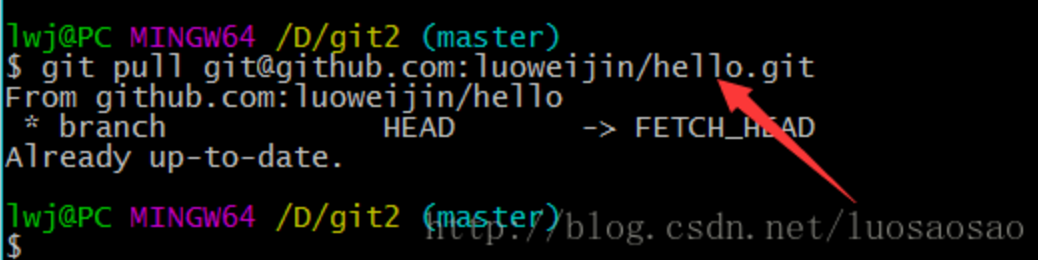 lwj@PC MINGW64 /D/git2 (master)
$ git pull git@github.com:luoweijin/hello.git
From github.com:luoweijin/hello
 * branch            HEAD       -> FETCH_HEAD
Already up-to-date.
lwj@PC MINGW64 /D/git2 (master)
http://blog.csdn.net/luosaosao
$